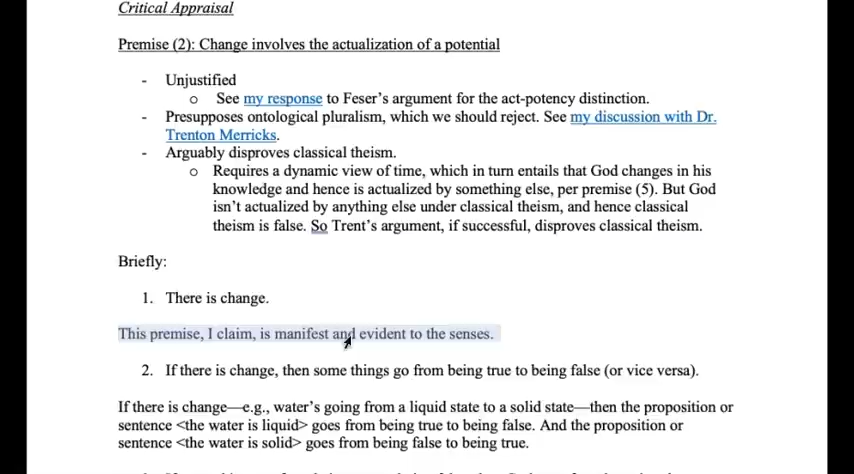 Critical Appraisal
Premise (2): Change involves the actualization of a potential
- Unjustified
o See my response to Feser's argument for the act-potency distinction.
- Presupposes ontological pluralism, which we should reject. See my discussion with Dr.
Trenton Merricks.
- Arguably disproves classical theism.
o Requires a dynamic view of time, which in turn entails that God changes in his
knowledge and hence is actualized by something else, per premise (5). But God
isn't actualized by anything else under classical theism, and hence classical
theism is false. So Trent's argument, if successful, disproves classical theism.
Briefly:
1. There is change.
This premise, I claim, is manifest and evident to the senses.
2. If there is change, then some things go from being true to being false (or vice versa).
If there is change—e.g., water's going from a liquid state to a solid state—then the proposition or
sentence <the water is liquid> goes from being true to being false. And the proposition or
sentence <the water is solid> goes from being false to being true.